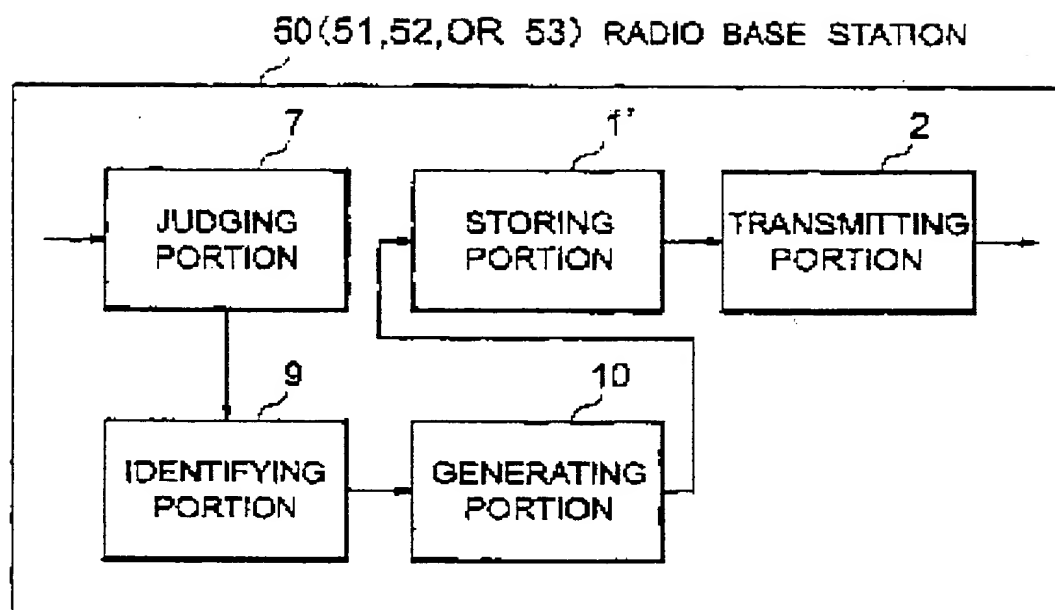 50(51,52,OR 53) RADIO BASE STATION
7
1'
2
JUDGING
PORTION
STORING
PORTION
TRANSMITTING
PORTION
9
10
IDENTIFYING
PORTION
GENERATING
PORTION